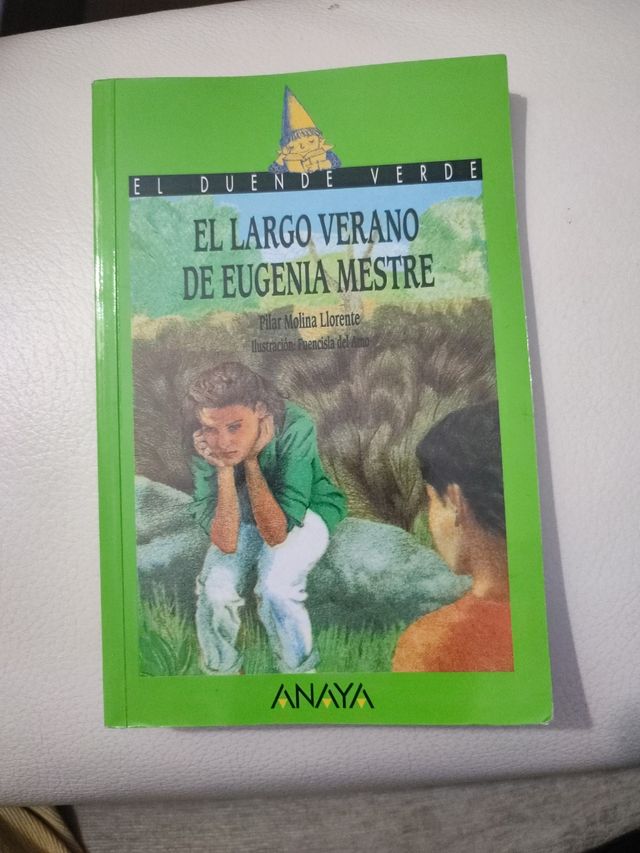 EL DUENDE VERDE
EL LARGO VERANO
DE EUGENIA MESTRE
Pilar Molina Llorente
Ilustración: Fuencisla del Amo
ANAYA